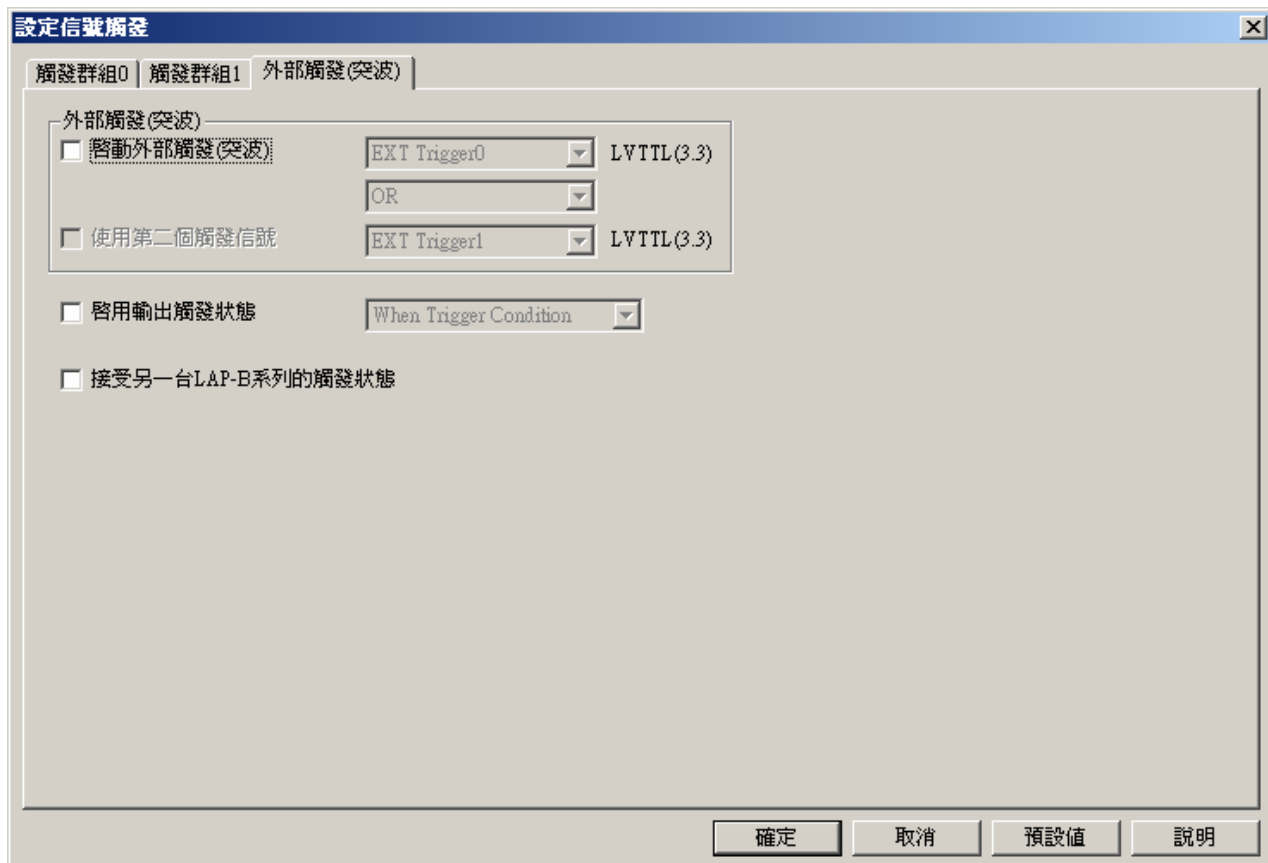 設定信號觸發
觸發群組0 觸發群組1 外部觸發(突波)
外部觸發(突波)
啓動外部觸發(突波) EXT Trigger0 LVTTL(3.3)
OR
使用第二個觸發信號 EXT Trigger1 LVTTL(3.3)
啓用輸出觸發狀態 When Trigger Condition
接受另一台LAP-B系列的觸發狀態
確定 取消 預設值 說明